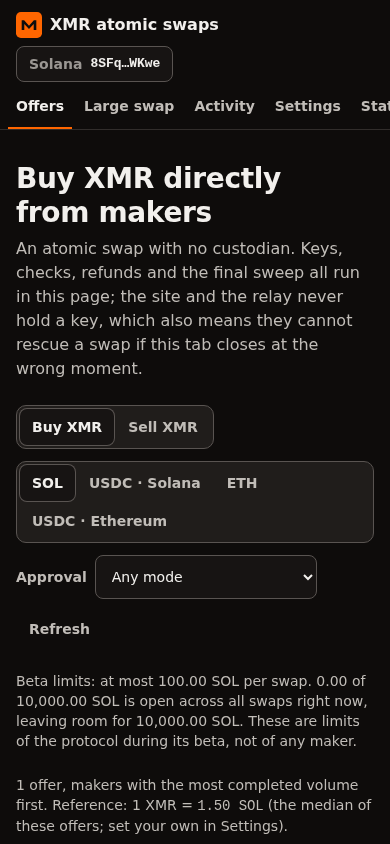 XMR atomic swaps
Solana 8SFq…WKwe
Offers Large swap Activity Settings Stat
Buy XMR directly
from makers
An atomic swap with no custodian. Keys,
checks, refunds and the final sweep all run
in this page; the site and the relay never
hold a key, which also means they cannot
rescue a swap if this tab closes at the
wrong moment.
Buy XMR Sell XMR
SOL USDC · Solana ETH
USDC · Ethereum
Approval Any mode
Refresh
Beta limits: at most 100.00 SOL per swap. 0.00 of
10,000.00 SOL is open across all swaps right now,
leaving room for 10,000.00 SOL. These are limits
of the protocol during its beta, not of any maker.
1 offer, makers with the most completed volume
first. Reference: 1 XMR = 1.50 SOL (the median of
these offers; set your own in Settings).